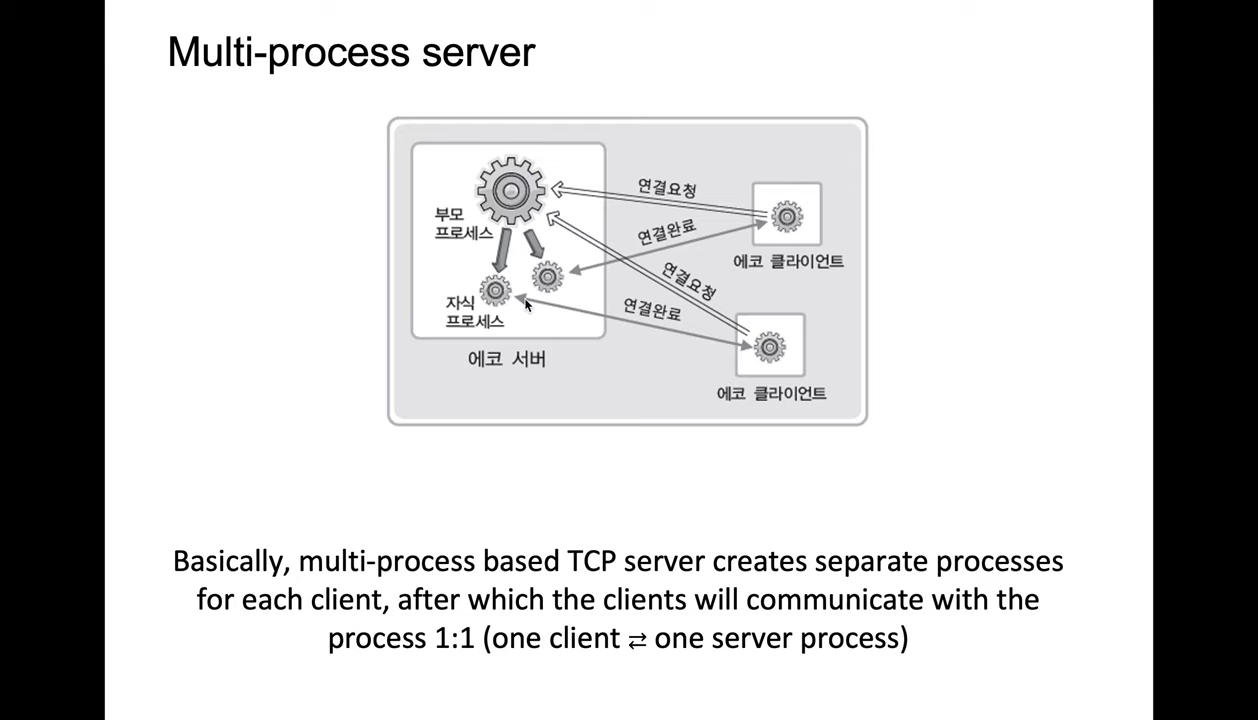 Multi-process server
연결요청
부모
프로세스
연결완료
에코 클라이언트
연결요청
자식
프로세스
연결완료
에코 서버
에코 클라이언트
Basically, multi-process based TCP server creates separate processes
for each client, after which the clients will communicate with the
process 1:1 (one client ⇄ one server process)